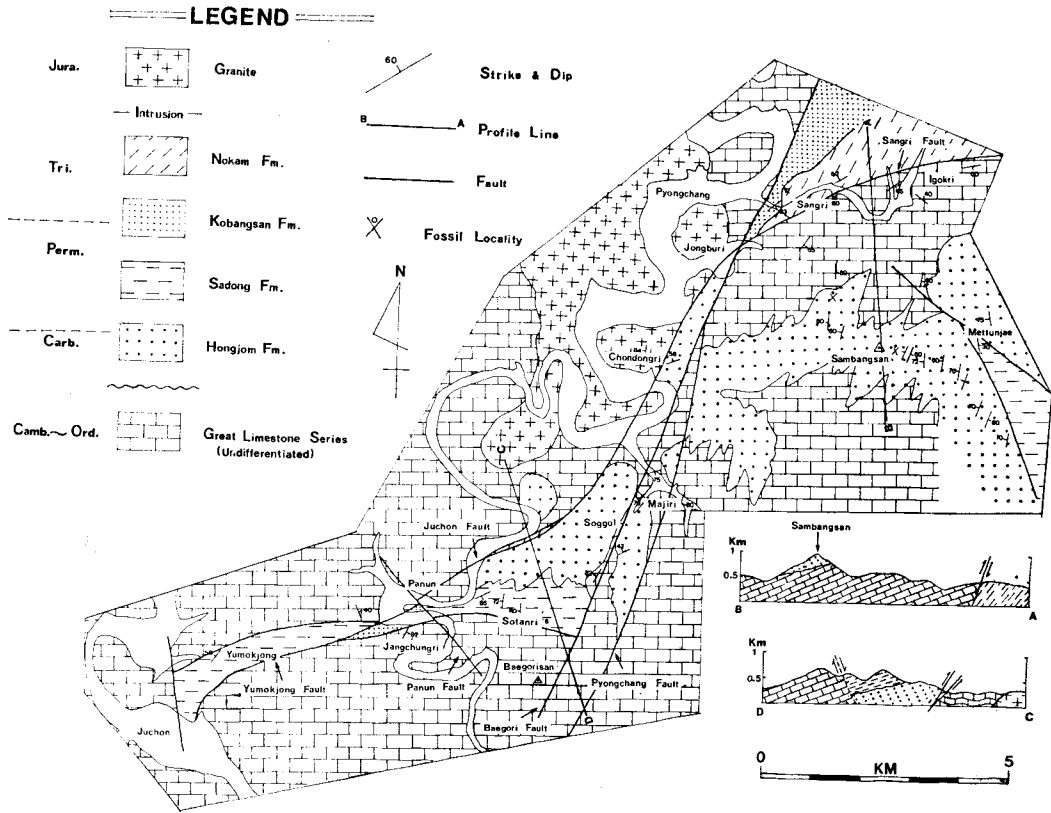 LEGEND
Jura.
Granite
— Intrusion —
Tri.
Nokam Fm.
Kobangsan Fm.
Perm.
Sadong Fm.
Carb.
Hongjom Fm.
Camb.~ Ord.
Great Limestone Series
(Undifferentiated)
60
Strike & Dip
B A Profile Line
Fault
Fossil Locality
N
Pyongchang
Sangri Fault
Igokri
Sangri
Jongburi
Mettunjae
Chondongri
Sambangsan
Majiri
Soggol
Juchon Fault
Panun
Sotanri
Jangchungri
Yumokjong
Baegorisan
Yumokjong Fault
Panun Fault
Pyongchang Fault
Baegori Fault
Juchon
A
B
C
D
Sambangsan
Km
1
0.5
B
A
Km
1
0.5
D
C
0
KM
5